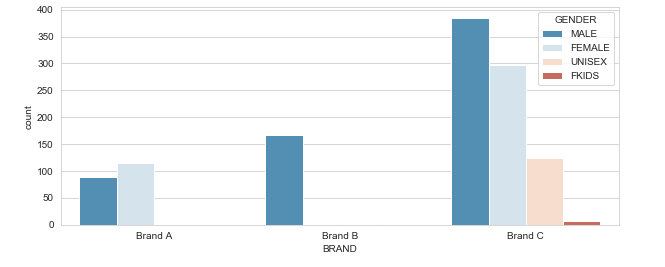 400
350
300
250
200
150
100
50
0
count
GENDER
MALE
FEMALE
UNISEX
FKIDS
Brand A
Brand B
Brand C
BRAND